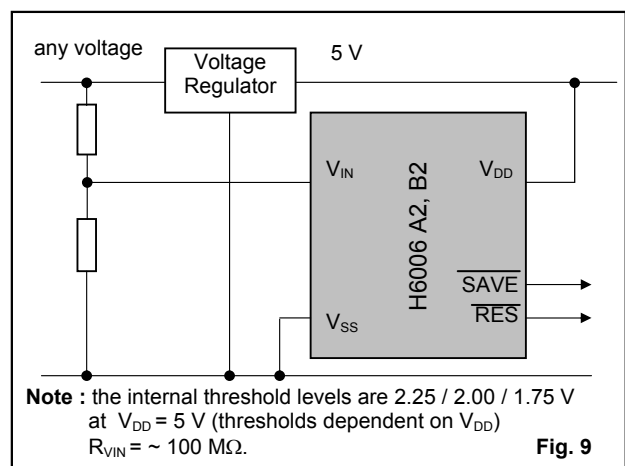 any voltage
Voltage
Regulator
5 V
VIN
VDD
H6006 A2, B2
SAVE
RES
VSS
Note : the internal threshold levels are 2.25 / 2.00 / 1.75 V
at VDD = 5 V (thresholds dependent on VDD)
RVIN = ~ 100 MΩ.
Fig. 9